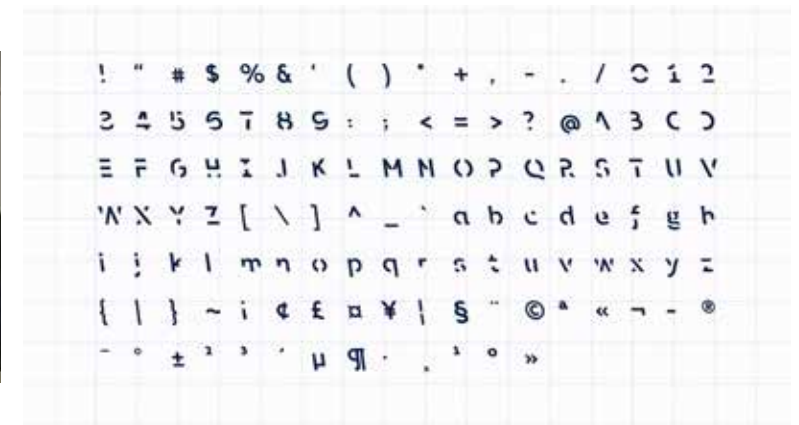 ! " # $ % & ' ( ) * + , - . / 0 1 2
3 4 5 6 7 8 9 : ; < = > ? @ A B C D
E F G H I J K L M N O P Q R S T U V
W X Y Z [ \ ] ^ _ ` a b c d e f g h
i j k l m n o p q r s t u v w x y z
{ | } ~ ¡ ¢ £ ¤ ¥ ¦ § ¨ © ª « ¬ - ®
¯ ° ± ² ³ ´ µ ¶ · ¸ ¹ º »